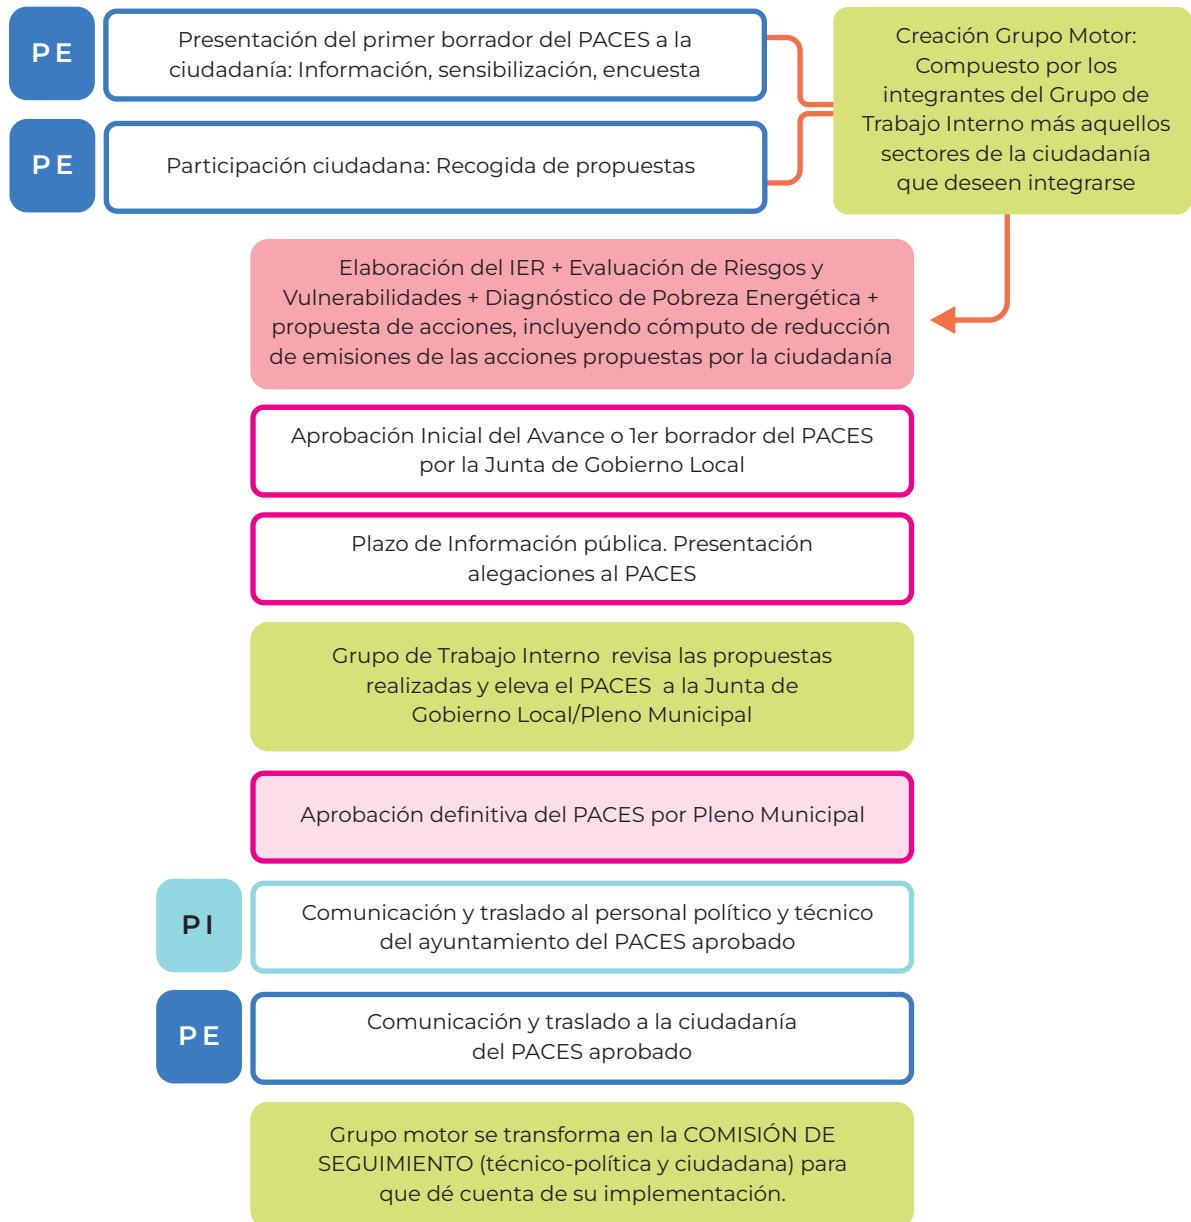 PE
Presentación del primer borrador del PACES a la
ciudadanía: Información, sensibilización, encuesta
PE
Participación ciudadana: Recogida de propuestas
Creación Grupo Motor:
Compuesto por los
integrantes del Grupo de
Trabajo Interno más aquellos
sectores de la ciudadanía
que deseen integrarse
Elaboración del IER + Evaluación de Riesgos y
Vulnerabilidades + Diagnóstico de Pobreza Energética +
propuesta de acciones, incluyendo cómputo de reducción
de emisiones de las acciones propuestas por la ciudadanía
Aprobación Inicial del Avance o 1er borrador del PACES
por la Junta de Gobierno Local
Plazo de Información pública. Presentación
alegaciones al PACES
Grupo de Trabajo Interno revisa las propuestas
realizadas y eleva el PACES a la Junta de
Gobierno Local/Pleno Municipal
Aprobación definitiva del PACES por Pleno Municipal
PI
Comunicación y traslado al personal político y técnico
del ayuntamiento del PACES aprobado
PE
Comunicación y traslado a la ciudadanía
del PACES aprobado
Grupo motor se transforma en la COMISIÓN DE
SEGUIMIENTO (técnico-política y ciudadana) para
que dé cuenta de su implementación.